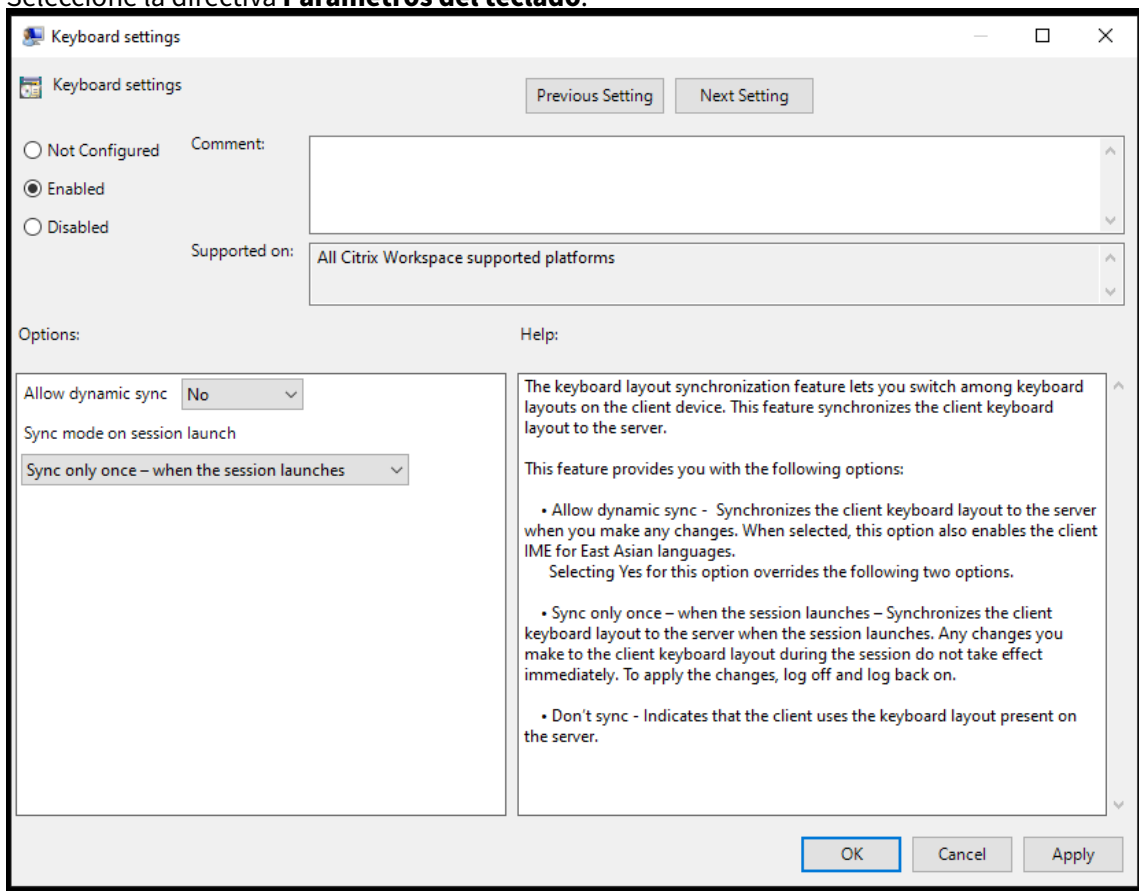 Seleccione la directiva Parámetros del teclado.
Keyboard settings
Keyboard settings
Previous Setting Next Setting
Not Configured
Comment:
Enabled
Disabled
Supported on:
All Citrix Workspace supported platforms
Options:
Help:
Allow dynamic sync No
Sync mode on session launch
Sync only once – when the session launches
The keyboard layout synchronization feature lets you switch among keyboard
layouts on the client device. This feature synchronizes the client keyboard
layout to the server.
This feature provides you with the following options:
• Allow dynamic sync - Synchronizes the client keyboard layout to the server
when you make any changes. When selected, this option also enables the client
IME for East Asian languages.
Selecting Yes for this option overrides the following two options.
• Sync only once – when the session launches – Synchronizes the client
keyboard layout to the server when the session launches. Any changes you
make to the client keyboard layout during the session do not take effect
immediately. To apply the changes, log off and log back on.
• Don't sync - Indicates that the client uses the keyboard layout present on
the server.
OK Cancel Apply